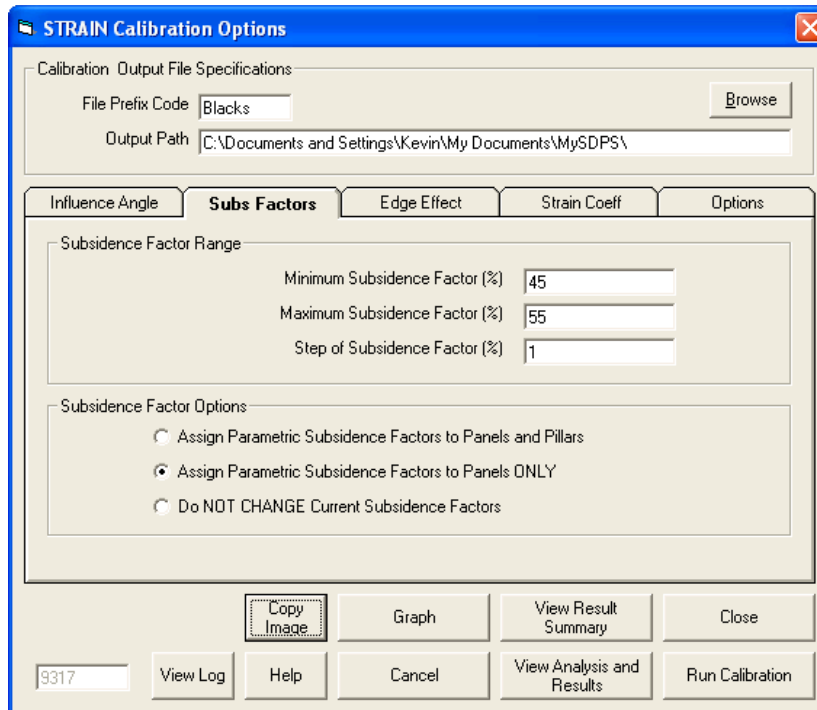 STRAIN Calibration Options
Calibration Output File Specifications
File Prefix Code Blacks
Browse
Output Path C:\Documents and Settings\Kevin\My Documents\MySDPS\
Influence Angle Subs Factors Edge Effect Strain Coeff Options
Subsidence Factor Range
Minimum Subsidence Factor (%) 45
Maximum Subsidence Factor (%) 55
Step of Subsidence Factor (%) 1
Subsidence Factor Options
Assign Parametric Subsidence Factors to Panels and Pillars
Assign Parametric Subsidence Factors to Panels ONLY
Do NOT CHANGE Current Subsidence Factors
Copy
Image
Graph
View Result
Summary
Close
9317
View Log
Help
Cancel
View Analysis and
Results
Run Calibration